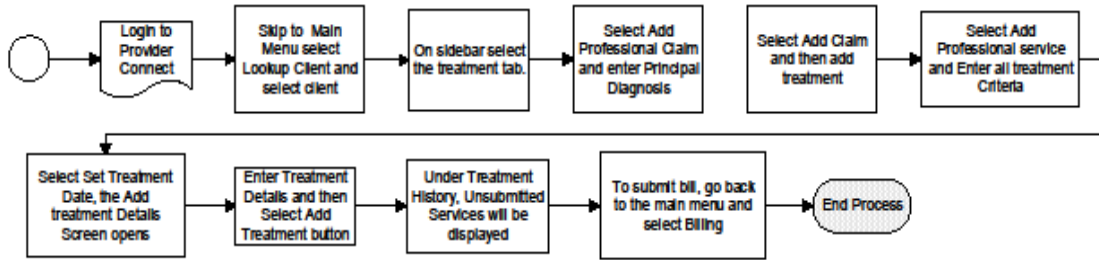 Login to
Provider
Connect
Skip to Main
Menu select
Lookup Client and
select client
On sidebar select
the treatment tab.
Select Add
Professional Claim
and enter Principal
Diagnosis
Select Add Claim
and then add
treatment
Select Add
Professional service
and Enter all treatment
Criteria
Select Set Treatment
Date, the Add
treatment Details
Screen opens
Enter Treatment
Details and then
Select Add
Treatment button
Under Treatment
History, Unsubmitted
Services will be
displayed
To submit bill, go back
to the main menu and
select Billing
End Process